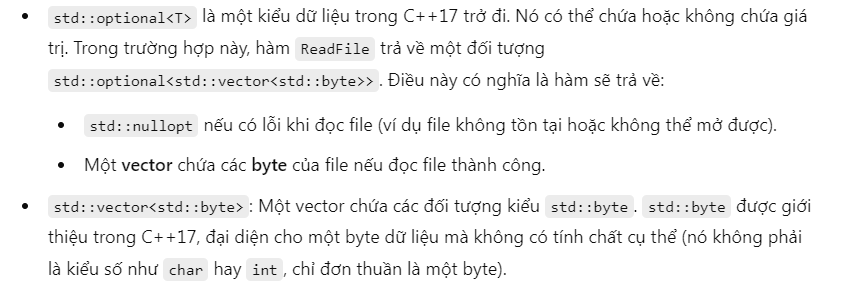 std::optional<T> là một kiểu dữ liệu trong C++17 trở đi. Nó có thể chứa hoặc không chứa giá
trị. Trong trường hợp này, hàm ReadFile trả về một đối tượng
std::optional<std::vector<std::byte>>. Điều này có nghĩa là hàm sẽ trả về:
std::nullopt nếu có lỗi khi đọc file (ví dụ file không tồn tại hoặc không thể mở được).
Một vector chứa các byte của file nếu đọc file thành công.
std::vector<std::byte>: Một vector chứa các đối tượng kiểu std::byte. std::byte được giới
thiệu trong C++17, đại diện cho một byte dữ liệu mà không có tính chất cụ thể (nó không phải
là kiểu số như char hay int, chỉ đơn thuần là một byte).